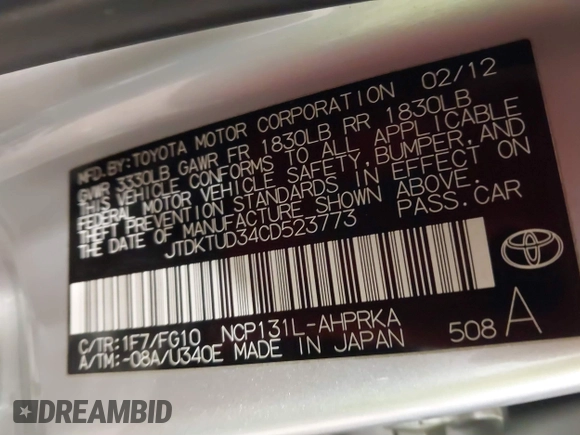 MFD. BY: TOYOTA MOTOR CORPORATION 02/12
GVWR 3330LB GAWR FR 1830LB RR 1830LB
THIS VEHICLE CONFORMS TO ALL APPLICABLE
FEDERAL MOTOR VEHICLE SAFETY, BUMPER, AND
THEFT PREVENTION STANDARDS IN EFFECT ON
THE DATE OF MANUFACTURE SHOWN ABOVE.
JTDKTUD34CD523773 PASS. CAR
TOYOTA
C/TR: 1F7/FG10 NCP131L-AHPRKA
A/TM: -08A/U340E MADE IN JAPAN 508 A
DREAMBID